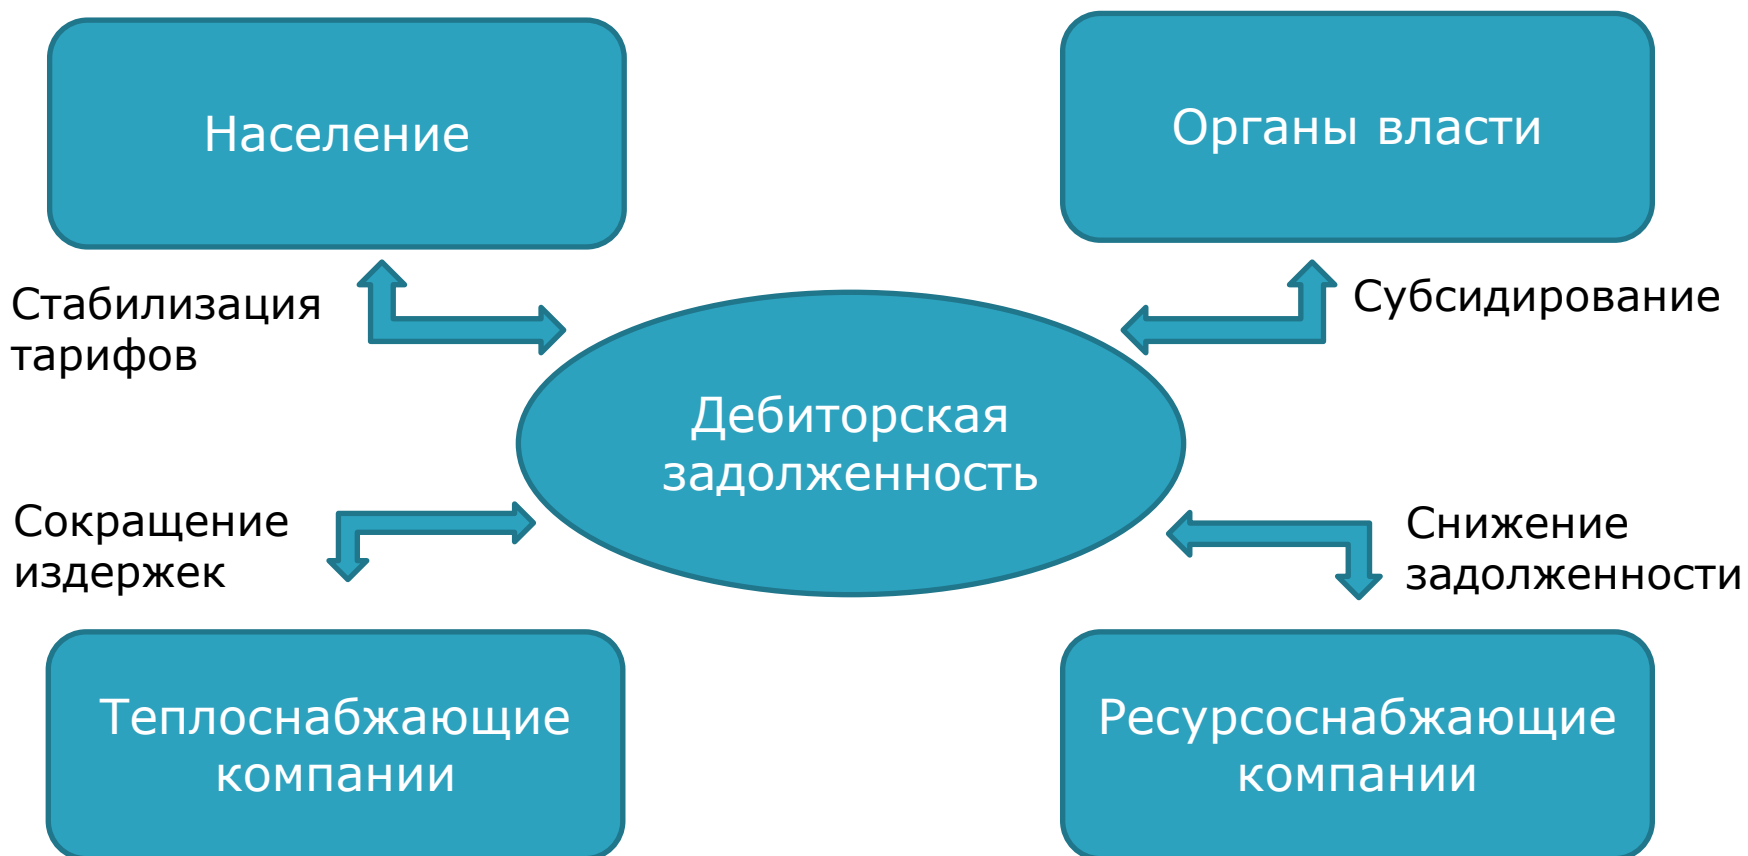 Население
Органы власти
Стабилизация
тарифов
Субсидирование
Дебиторская
задолженность
Сокращение
издержек
Снижение
задолженности
Теплоснабжающие
компании
Ресурсоснабжающие
компании